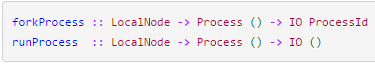 forkProcess :: LocalNode -> Process () -> IO ProcessId
runProcess  :: LocalNode -> Process () -> IO ()